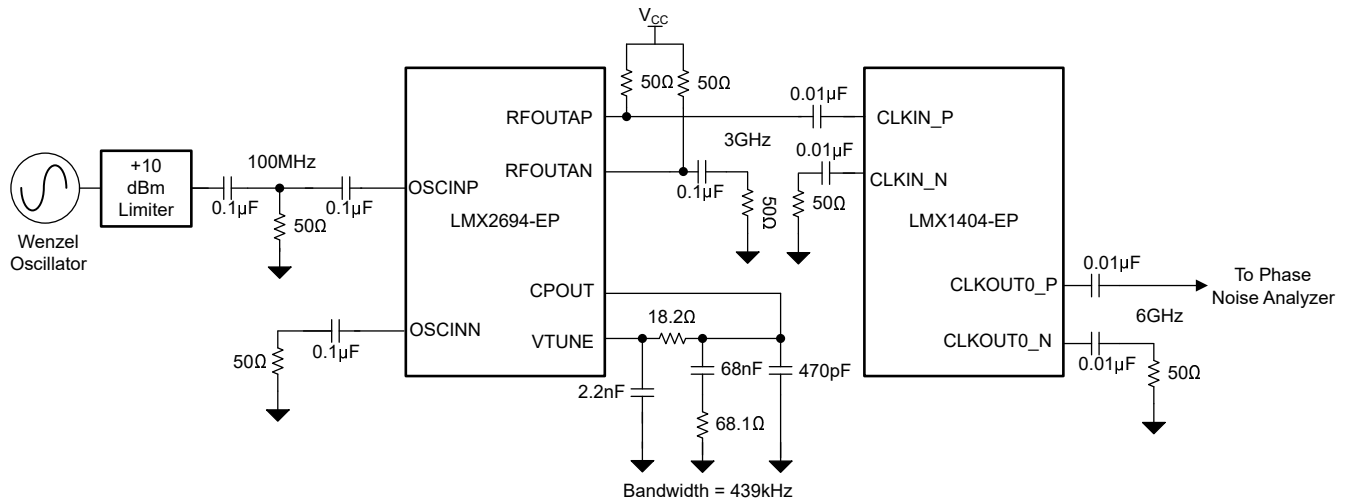 V_CC
50Ω
50Ω
0.01µF
RFOUTAP
CLKIN_P
+10
dBm
Limiter
100MHz
3GHz
0.01µF
RFOUTAN
CLKIN_N
0.1µF
0.1µF
OSCINP
0.1µF
50Ω
LMX2694-EP
50Ω
50Ω
LMX1404-EP
Wenzel
Oscillator
0.01µF
CPOUT
CLKOUT0_P
To Phase
Noise Analyzer
OSCINN
18.2Ω
6GHz
0.1µF
VTUNE
CLKOUT0_N
50Ω
68nF
470pF
0.01µF
50Ω
2.2nF
68.1Ω
Bandwidth = 439kHz